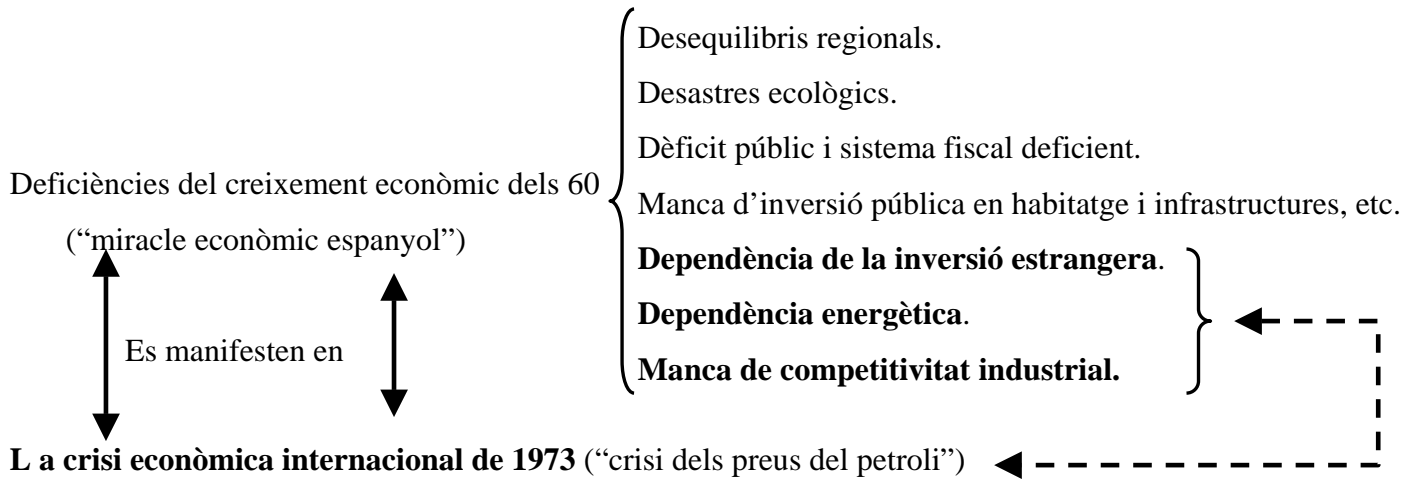 Desequilibris regionals.
Desastres ecològics.
Dèficit públic i sistema fiscal deficient.
Deficiències del creixement econòmic dels 60
Manca d’inversió pública en habitatge i infrastructures, etc.
(“miracle econòmic espanyol”)
Dependència de la inversió estrangera.
Dependència energètica.
Es manifesten en
Manca de competitivitat industrial.
L a crisi econòmica internacional de 1973 (“crisi dels preus del petroli”)